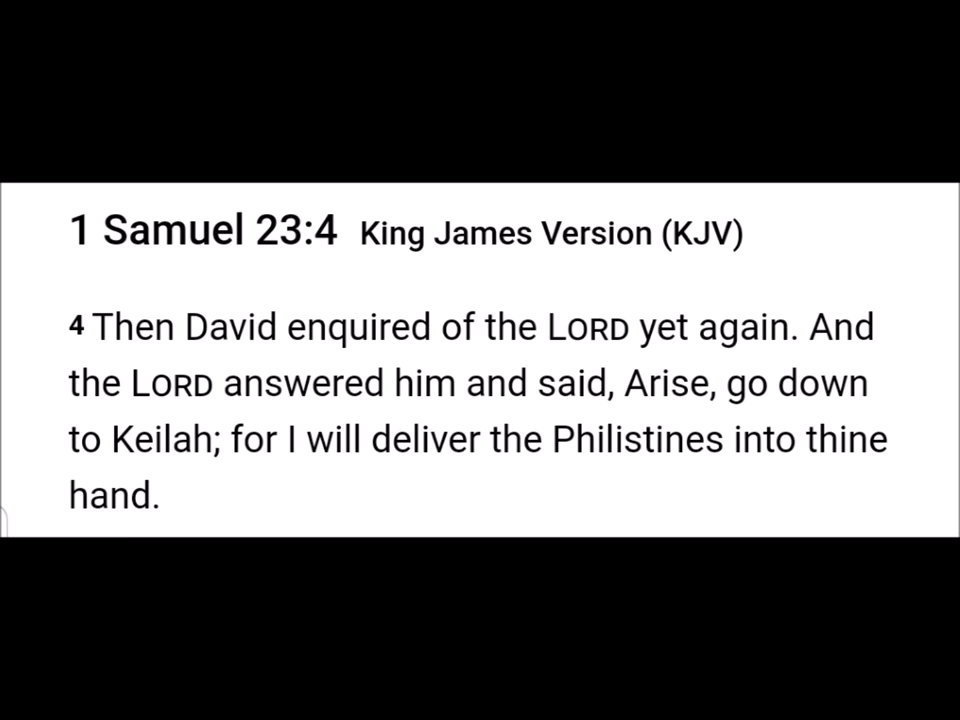 1 Samuel 23:4 King James Version (KJV)
4 Then David enquired of the LORD yet again. And
the LORD answered him and said, Arise, go down
to Keilah; for I will deliver the Philistines into thine
hand.